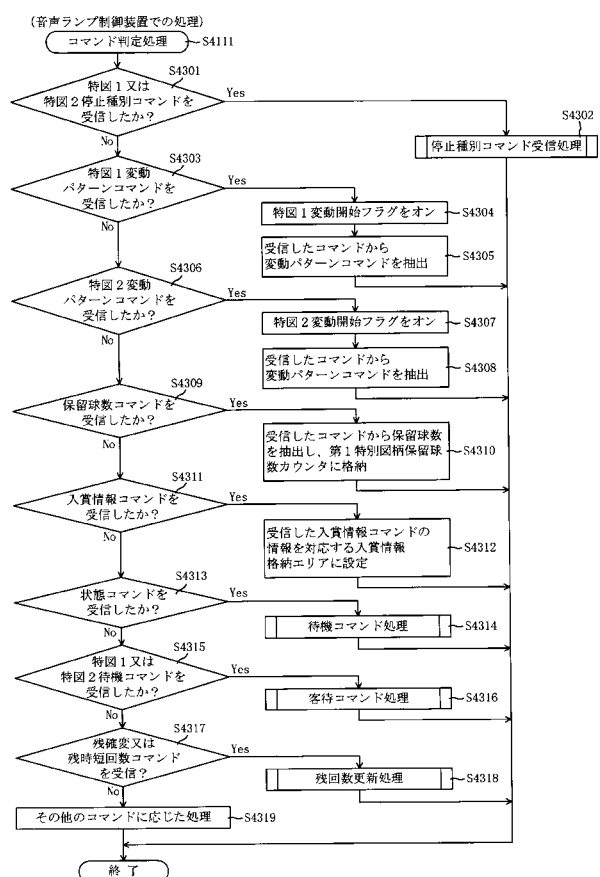 (音声ランプ制御装置での処理)
コマンド判定処理
S4111
S4301
特図1又は
特図2停止種別コマンドを
受信したか?
Yes
No
S4302
停止種別コマンド受信処理
S4303
特図1変動
パターンコマンドを
受信したか?
Yes
No
特図1変動開始フラグをオン
S4304
受信したコマンドから
変動パターンコマンドを抽出
S4305
S4306
特図2変動
パターンコマンドを
受信したか?
Yes
No
特図2変動開始フラグをオン
S4307
受信したコマンドから
変動パターンコマンドを抽出
S4308
S4309
保留球数コマンドを
受信したか?
Yes
No
受信したコマンドから保留球数
を抽出し、第1特別図柄保留球
数カウンタに格納
S4310
S4311
入賞情報コマンドを
受信したか?
Yes
No
受信した入賞情報コマンドの
情報を対応する入賞情報
格納エリアに設定
S4312
S4313
状態コマンドを
受信したか?
Yes
No
待機コマンド処理
S4314
S4315
特図1又は
特図2待機コマンドを
受信したか?
Yes
No
客待コマンド処理
S4316
S4317
残確変又は
残時短回数コマンド
を受信?
Yes
No
残回数更新処理
S4318
その他のコマンドに応じた処理
S4319
終了